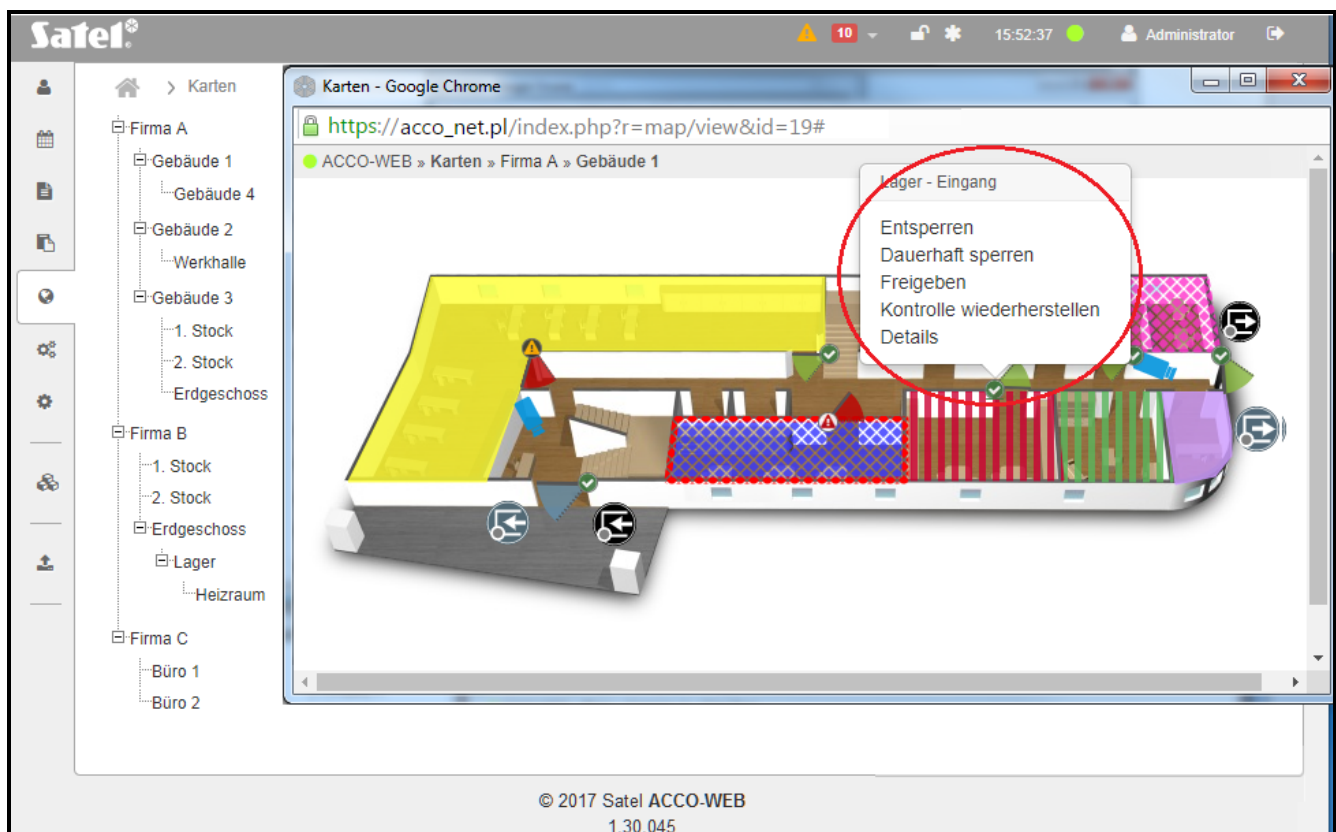 Satel®
10
15:52:37
Administrator
Karten
Firma A
Gebäude 1
Gebäude 4
Gebäude 2
Werkhalle
Gebäude 3
1. Stock
2. Stock
Erdgeschoss
Firma B
1. Stock
2. Stock
Erdgeschoss
Lager
Heizraum
Firma C
Büro 1
Büro 2
Karten - Google Chrome
https://acco_net.pl/index.php?r=map/view&id=19#
ACCO-WEB » Karten » Firma A » Gebäude 1
Lager - Eingang
Entsperren
Dauerhaft sperren
Freigeben
Kontrolle wiederherstellen
Details
© 2017 Satel ACCO-WEB
1.30.045